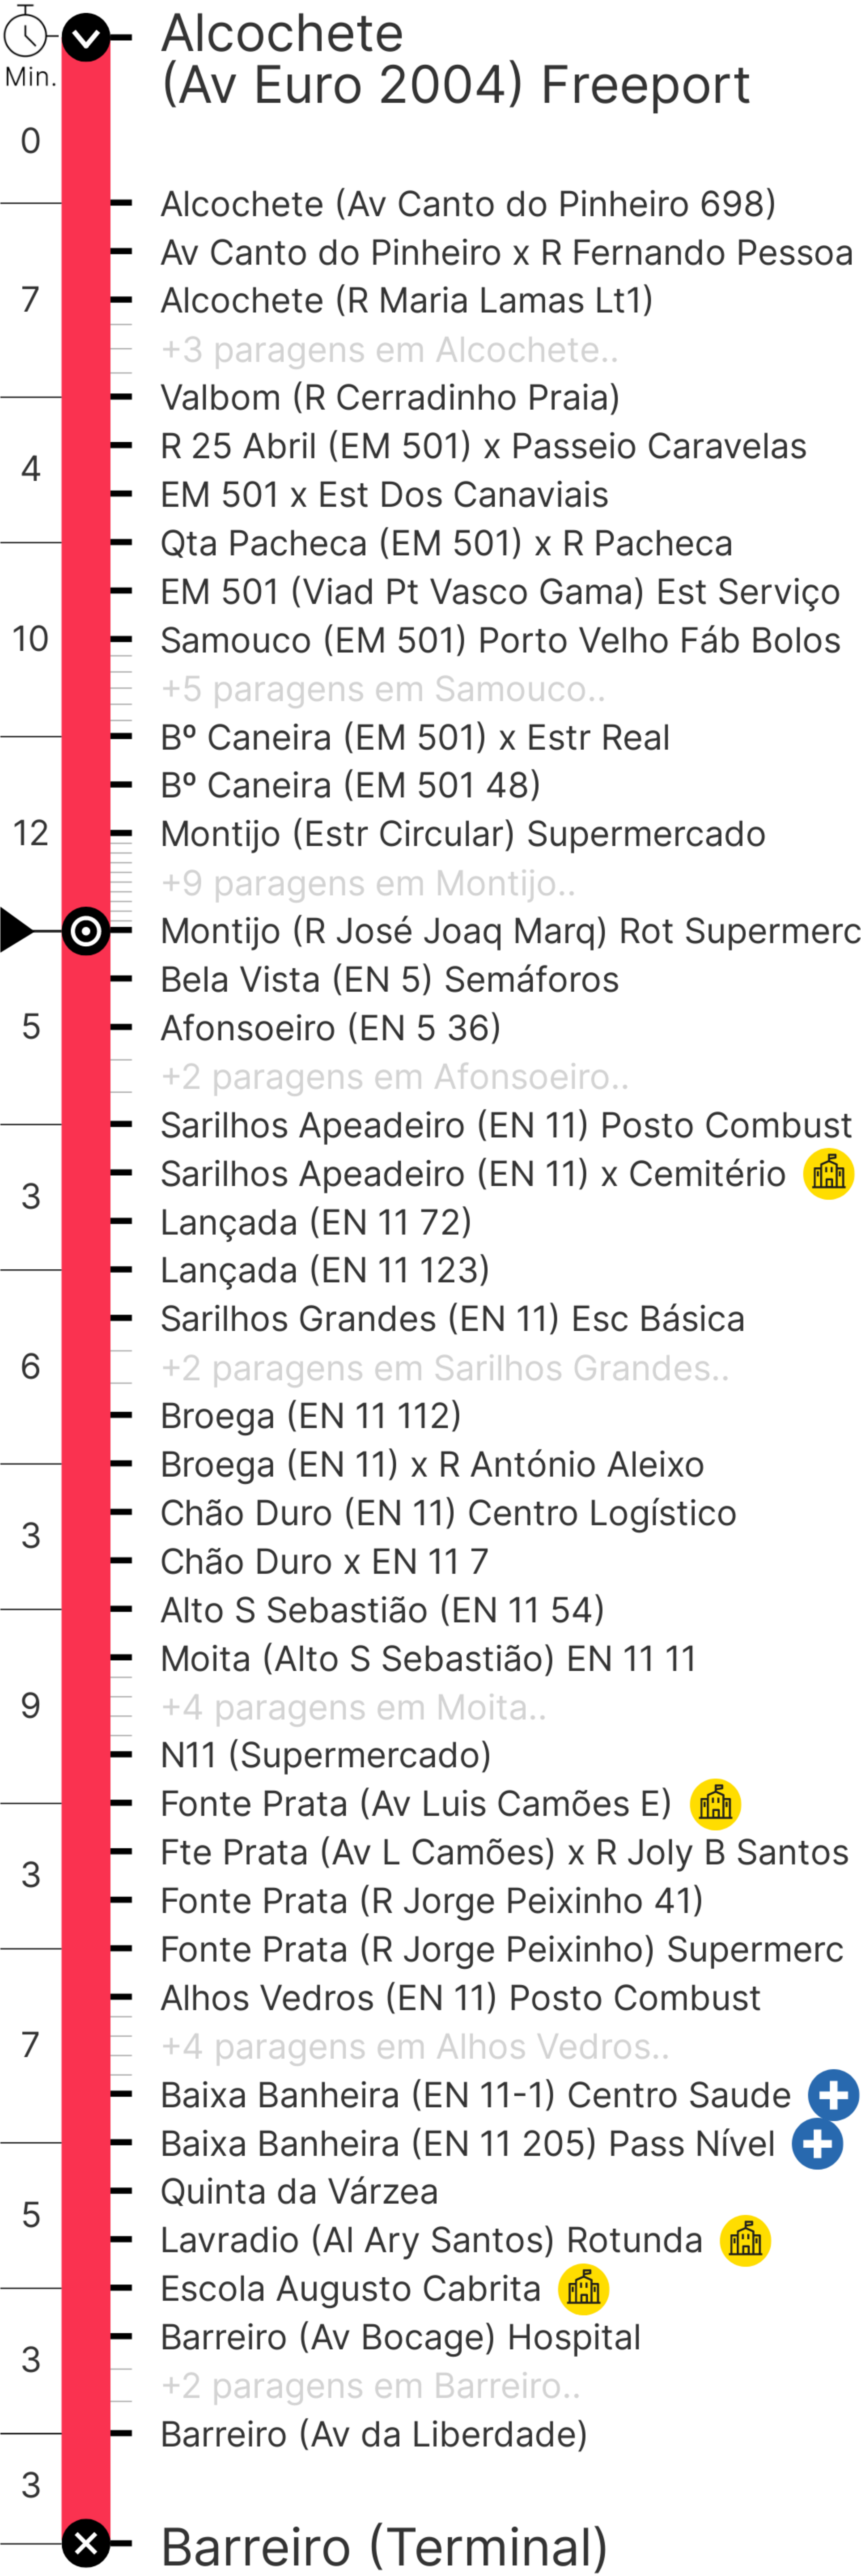 Alcochete
(Av Euro 2004) Freeport
Min.
0
Alcochete (Av Canto do Pinheiro 698)
Av Canto do Pinheiro x R Fernando Pessoa
7
Alcochete (R Maria Lamas Lt1)
+3 paragens em Alcochete..
Valbom (R Cerradinho Praia)
R 25 Abril (EM 501) x Passeio Caravelas
4
EM 501 x Est Dos Canaviais
Qta Pacheca (EM 501) x R Pacheca
EM 501 (Viad Pt Vasco Gama) Est Serviço
10
Samouco (EM 501) Porto Velho Fáb Bolos
+5 paragens em Samouco..
Bº Caneira (EM 501) x Estr Real
Bº Caneira (EM 501 48)
12
Montijo (Estr Circular) Supermercado
+9 paragens em Montijo..
Montijo (R José Joaq Marq) Rot Supermerc
Bela Vista (EN 5) Semáforos
5
Afonsoeiro (EN 5 36)
+2 paragens em Afonsoeiro..
Sarilhos Apeadeiro (EN 11) Posto Combust
Sarilhos Apeadeiro (EN 11) x Cemitério
3
Lançada (EN 11 72)
Lançada (EN 11 123)
Sarilhos Grandes (EN 11) Esc Básica
6
+2 paragens em Sarilhos Grandes..
Broega (EN 11 112)
Broega (EN 11) x R António Aleixo
Chão Duro (EN 11) Centro Logístico
3
Chão Duro x EN 11 7
Alto S Sebastião (EN 11 54)
Moita (Alto S Sebastião) EN 11 11
9
+4 paragens em Moita..
N11 (Supermercado)
Fonte Prata (Av Luis Camões E)
Fte Prata (Av L Camões) x R Joly B Santos
3
Fonte Prata (R Jorge Peixinho 41)
Fonte Prata (R Jorge Peixinho) Supermerc
Alhos Vedros (EN 11) Posto Combust
7
+4 paragens em Alhos Vedros..
Baixa Banheira (EN 11-1) Centro Saude
Baixa Banheira (EN 11 205) Pass Nível
Quinta da Várzea
5
Lavradio (Al Ary Santos) Rotunda
Escola Augusto Cabrita
Barreiro (Av Bocage) Hospital
3
+2 paragens em Barreiro..
Barreiro (Av da Liberdade)
3
Barreiro (Terminal)